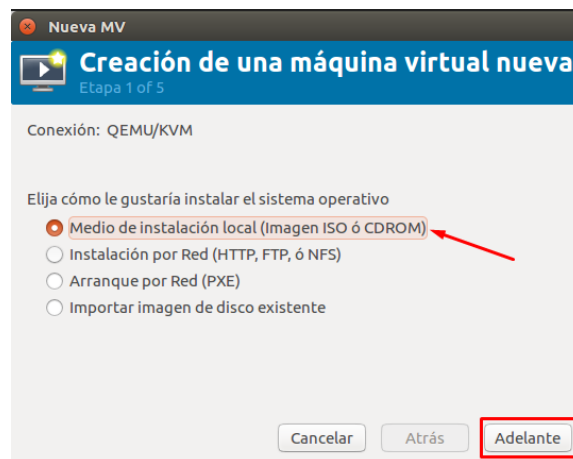 Nueva MV
Creación de una máquina virtual nueva
Etapa 1 of 5
Conexión: QEMU/KVM
Elija cómo le gustaría instalar el sistema operativo
Medio de instalación local (Imagen ISO ó CDROM)
Instalación por Red (HTTP, FTP, ó NFS)
Arranque por Red (PXE)
Importar imagen de disco existente
Cancelar Atrás Adelante